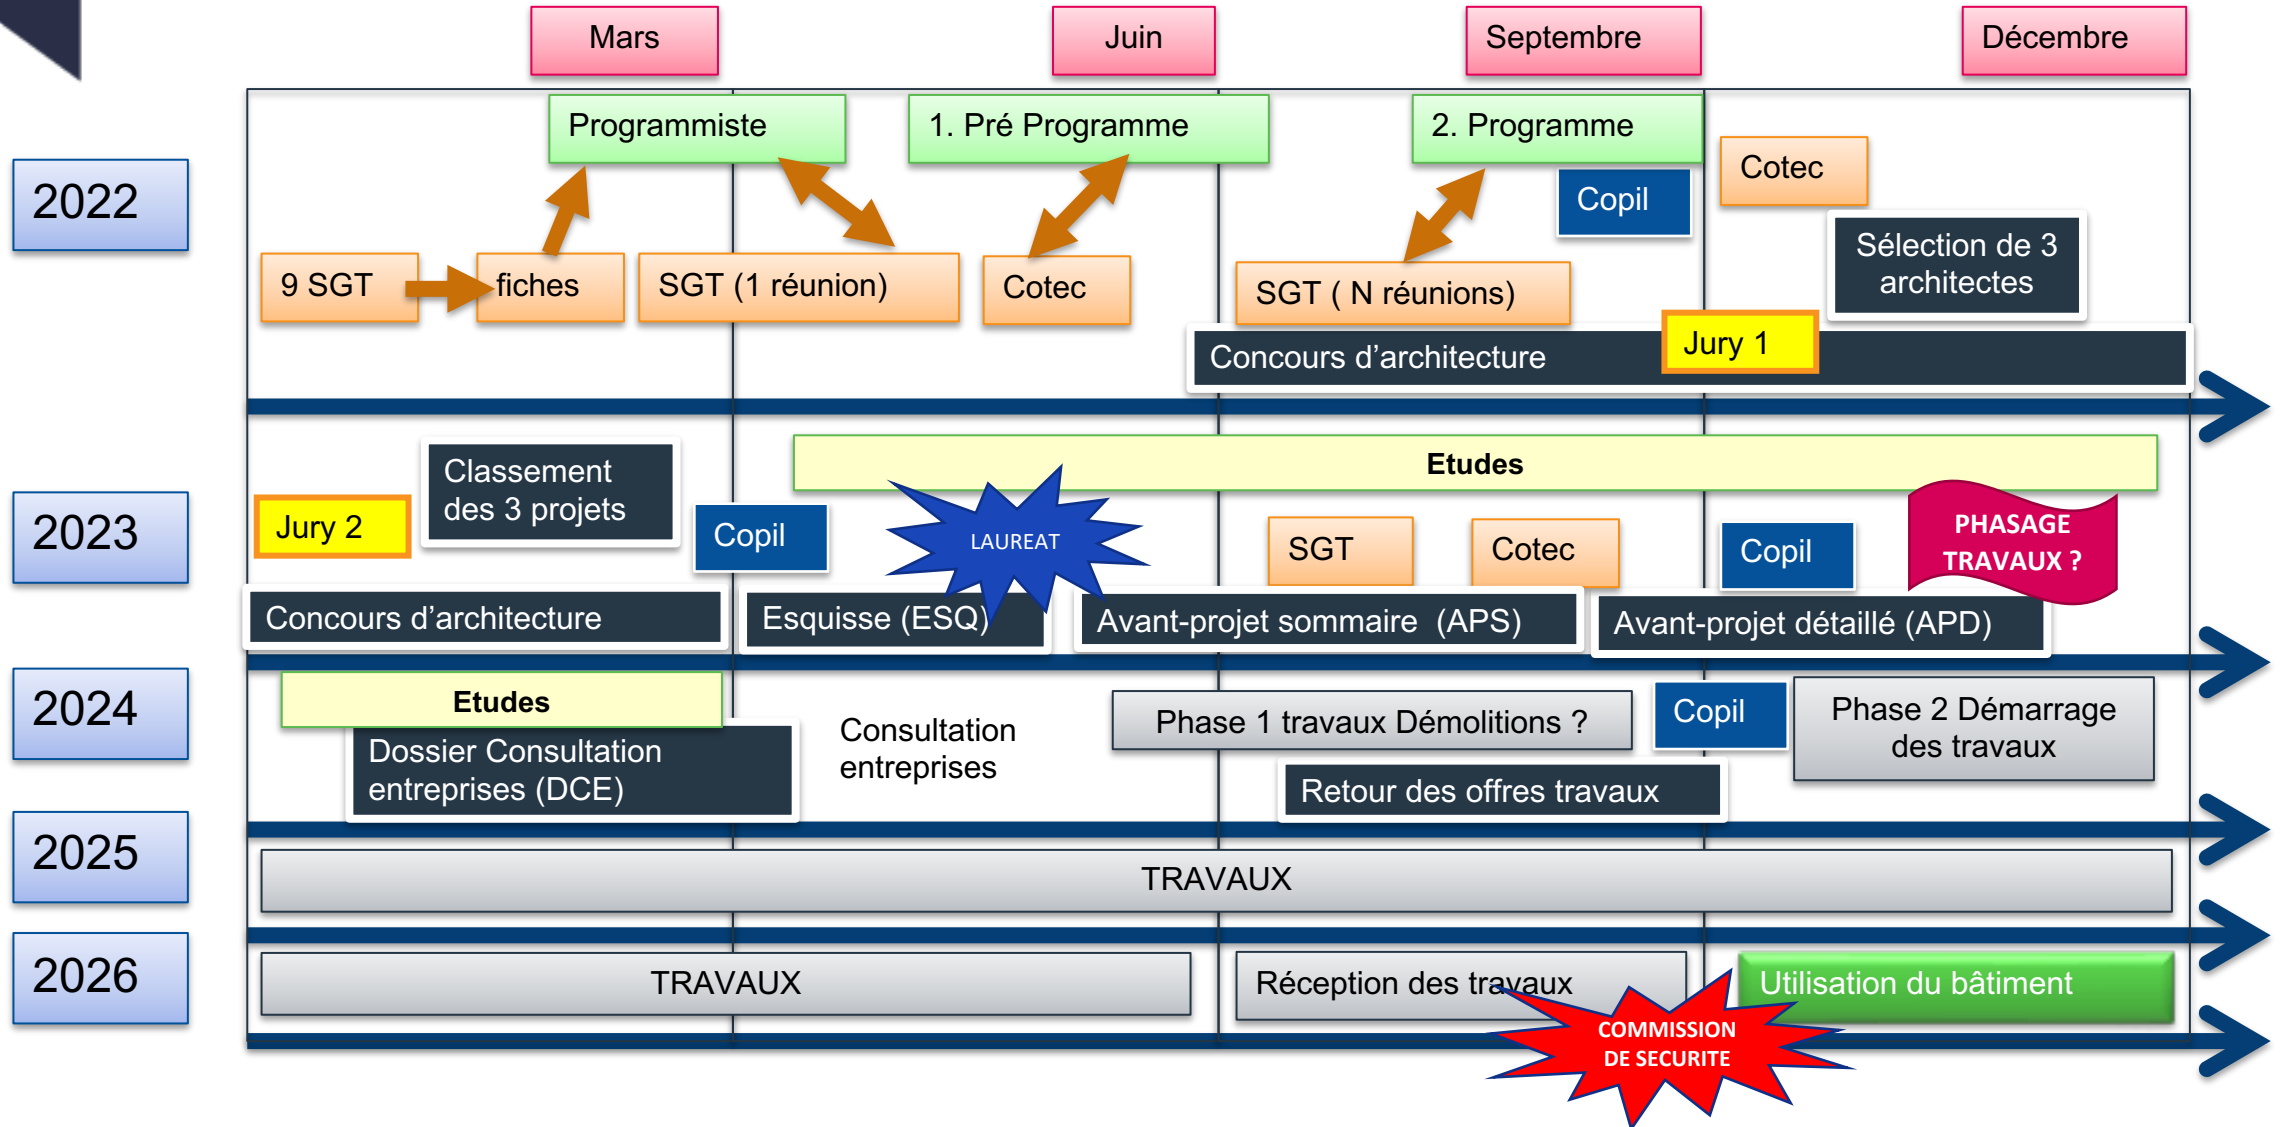 Mars
Juin
Septembre
Décembre
2022
Programmiste
1. Pré Programme
2. Programme
Copil
Cotec
Sélection de 3
architectes
9 SGT
fiches
SGT (1 réunion)
Cotec
SGT ( N réunions)
Jury 1
Concours d’architecture
2023
Etudes
Jury 2
Classement
des 3 projets
Copil
LAUREAT
SGT
Cotec
Copil
PHASAGE
TRAVAUX ?
Concours d’architecture
Esquisse (ESQ)
Avant-projet sommaire (APS)
Avant-projet détaillé (APD)
2024
Etudes
Dossier Consultation
entreprises (DCE)
Consultation
entreprises
Phase 1 travaux Démolitions ?
Copil
Phase 2 Démarrage
des travaux
Retour des offres travaux
2025
TRAVAUX
2026
TRAVAUX
Réception des travaux
Utilisation du bâtiment
COMMISSION
DE SECURITE